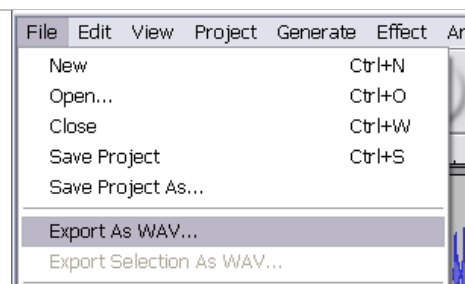 File Edit View Project Generate Effect
New Ctrl+N
Open... Ctrl+O
Close Ctrl+W
Save Project Ctrl+S
Save Project As...
Export As WAV...
Export Selection As WAV...